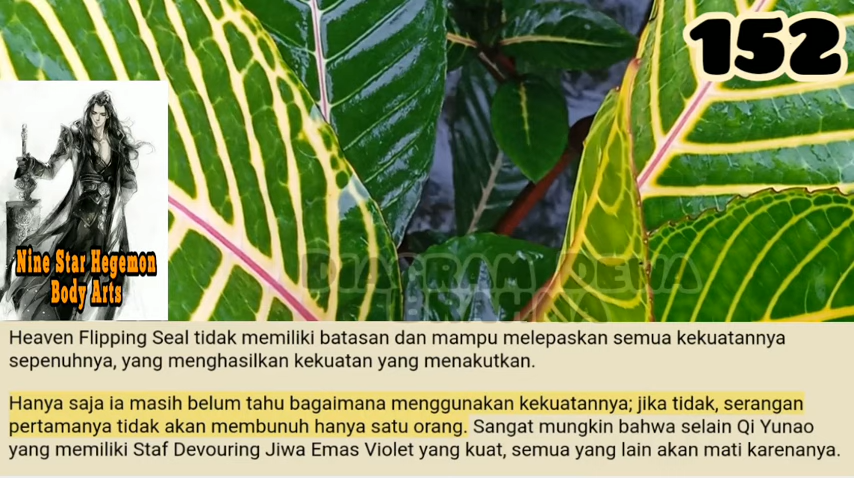 152
Nine Star Hegemon
Body Arts
DIAGRAM DEWA
BINTANG
Heaven Flipping Seal tidak memiliki batasan dan mampu melepaskan semua kekuatannya
sepenuhnya, yang menghasilkan kekuatan yang menakutkan.
Hanya saja ia masih belum tahu bagaimana menggunakan kekuatannya; jika tidak, serangan
pertamanya tidak akan membunuh hanya satu orang. Sangat mungkin bahwa selain Qi Yunao
yang memiliki Staf Devouring Jiwa Emas Violet yang kuat, semua yang lain akan mati karenanya.